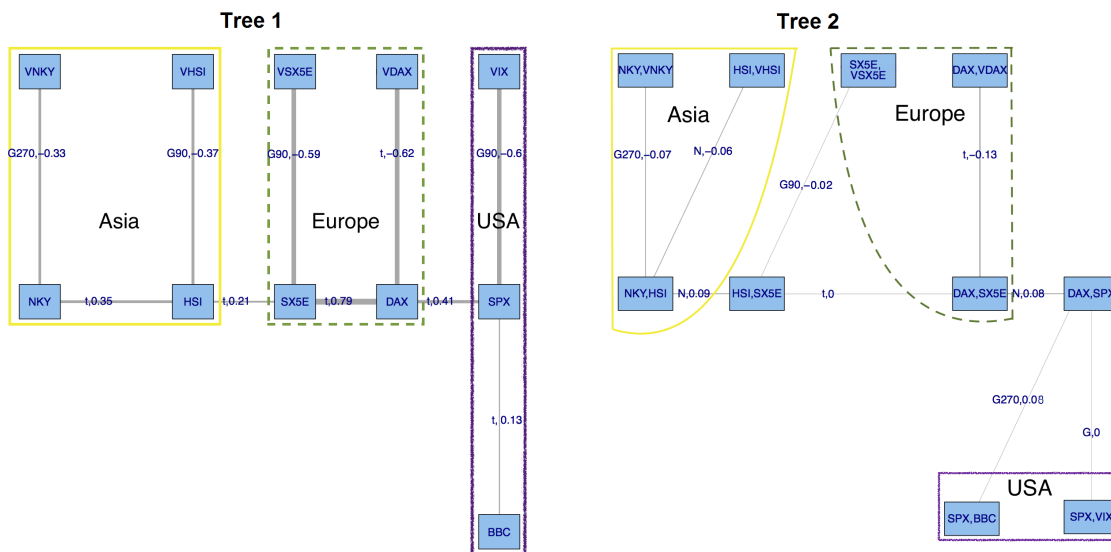 Tree 1
VNKY VHSI VSX5E VDAX VIX
G270,−0.33 G90,−0.37 G90,−0.59 t,−0.62 G90,−0.6
Asia Europe USA
NKY t,0.35 HSI t,0.21 SX5E t,0.79 DAX t,0.41 SPX
t, 0.13
BBC
Tree 2
NKY,VNKY HSI,VHSI SX5E,
VSX5E DAX,VDAX
Asia Europe
G270,−0.07 N,−0.06 G90,−0.02 t,−0.13
NKY,HSI N,0.09 HSI,SX5E t,0 DAX,SX5E N,0.08 DAX,SPX
G270,0.08 G,0
USA
SPX,BBC SPX,VIX